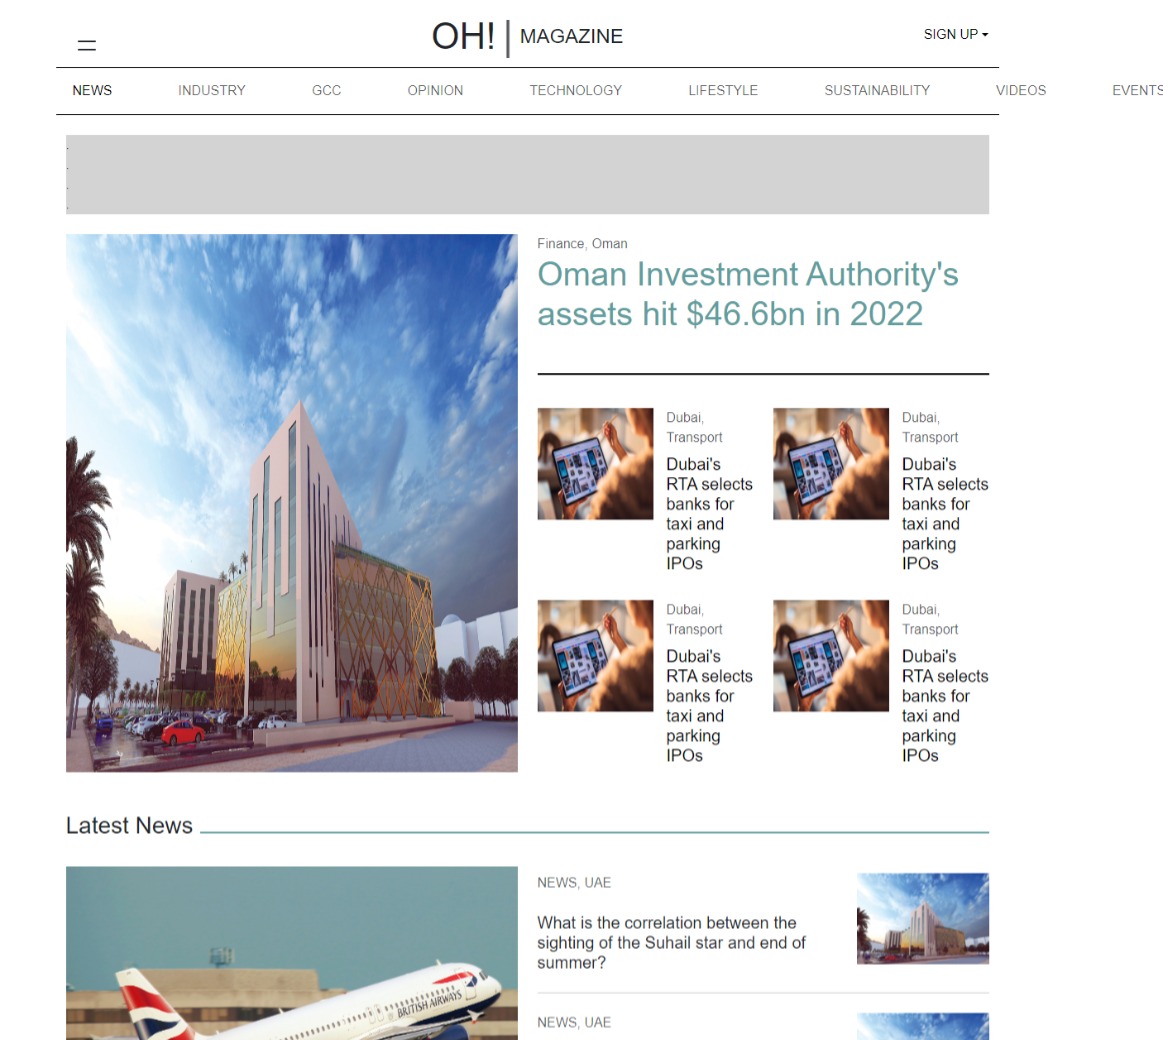 OH! | MAGAZINE
SIGN UP
NEWS INDUSTRY GCC OPINION TECHNOLOGY LIFESTYLE SUSTAINABILITY VIDEOS EVENTS
Finance, Oman
Oman Investment Authority's
assets hit $46.6bn in 2022
Dubai,
Transport
Dubai's
RTA selects
banks for
taxi and
parking
IPOs
Dubai,
Transport
Dubai's
RTA selects
banks for
taxi and
parking
IPOs
Dubai,
Transport
Dubai's
RTA selects
banks for
taxi and
parking
IPOs
Dubai,
Transport
Dubai's
RTA selects
banks for
taxi and
parking
IPOs
Latest News
BRITISH AIRWAYS
NEWS, UAE
What is the correlation between the
sighting of the Suhail star and end of
summer?
NEWS, UAE